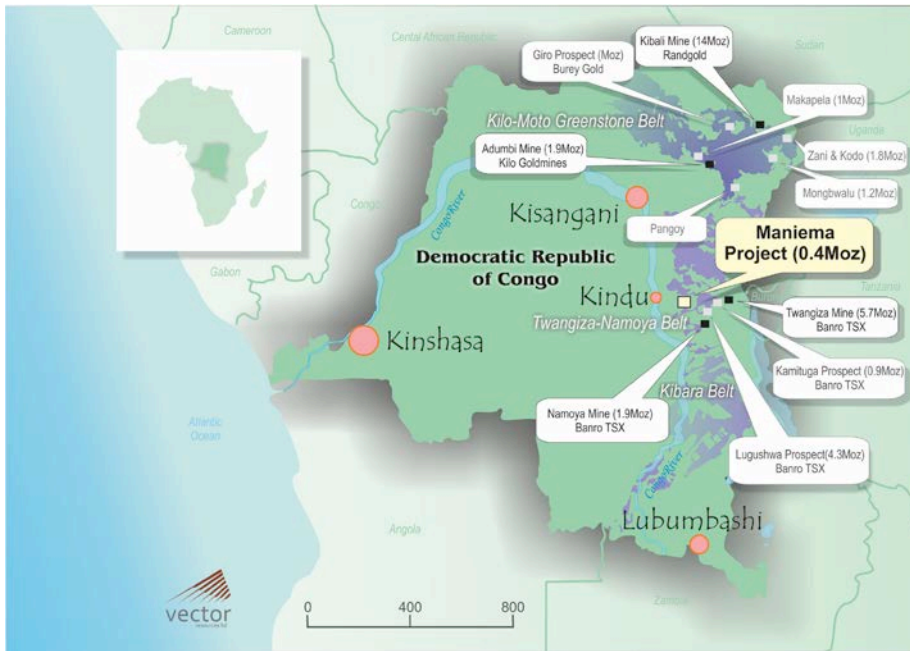 Cameroon
Cental African Republic
Sudan
Giro Prospect (Moz)
Burey Gold
Kibali Mine (14Moz)
Randgold
Makapela (1Moz)
Kilo-Moto Greenstone Belt
Uganda
Adumbi Mine (1.9Moz)
Kilo Goldmines
Zani & Kodo (1.8Moz)
Mongbwalu (1.2Moz)
Congo River
Congo
Kisangani
Pangoy
Maniema
Project (0.4Moz)
Democratic Republic
of Congo
Gabon
Tanzania
Kindu
Twangiza-Namoya Belt
Twangiza Mine (5.7Moz)
Banro TSX
Kinshasa
Kamituga Prospect (0.9Moz)
Banro TSX
Kibara Belt
Namoya Mine (1.9Moz)
Banro TSX
Atlantic
Ocean
Lugushwa Prospect(4.3Moz)
Banro TSX
Congo River
Lubumbashi
Angola
Zambia
vector
0 400 800